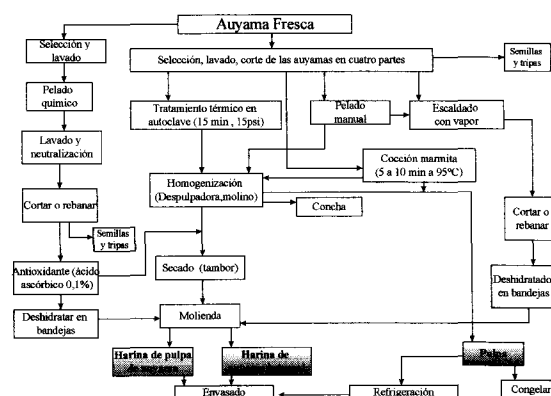 Auyama Fresca
Selección y
lavado
Selección, lavado, corte de las auyamas en cuatro partes
Semillas
y tripas
Pelado
químico
Tratamiento térmico en
autoclave (15 min , 15psi)
Pelado
manual
Escaldado
con vapor
Lavado y
neutralización
Cocción marmita
(5 a 10 min a 95ºC)
Homogenización
(Despulpadora,molino)
Concha
Cortar o rebanar
Cortar o
rebanar
Semillas
y tripas
Antioxidante (ácido
ascórbico 0,1%)
Secado (tambor)
Deshidratado
en bandejas
Deshidratar en
bandejas
Molienda
Harina de pulpa
de auyama
Harina de
Pulpa
Envasado
Refrigeración
Congelar